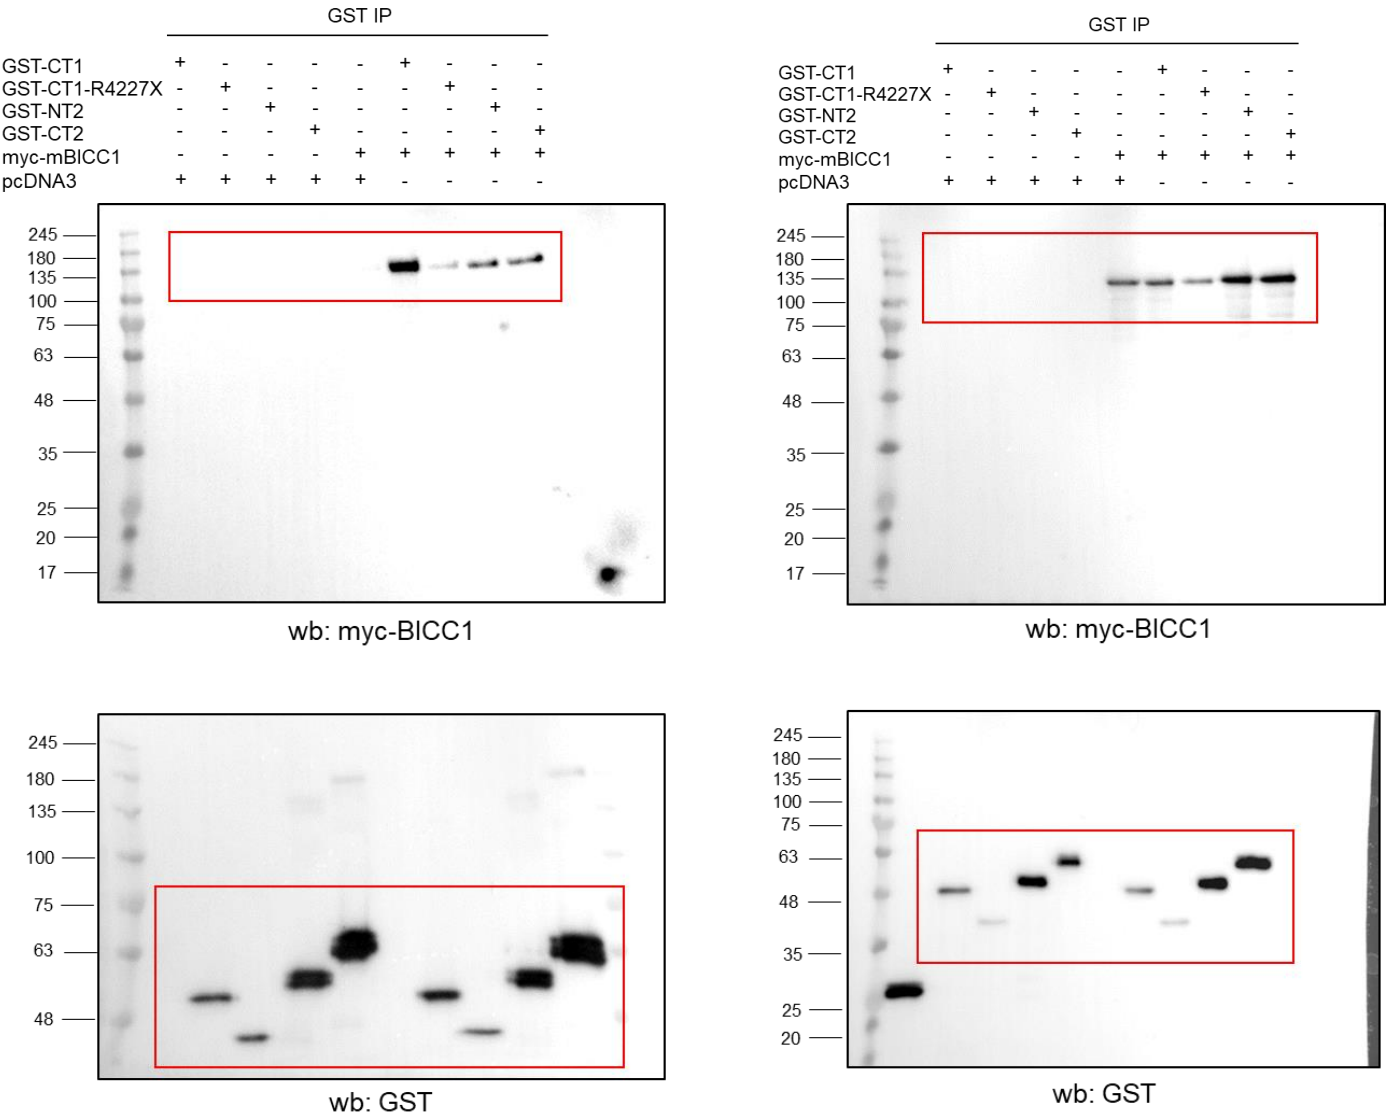 GST IP
GST-CT1 + - - - - + - - -
GST-CT1-R4227X - + - - - - + - -
GST-NT2 - - + - - - - + -
GST-CT2 - - - + - - - - +
myc-mBICC1 - - - - + + + + +
pcDNA3 + + + + + - - - -
245
180
135
100
75
63
48
35
25
20
17
wb: myc-BICC1
GST IP
GST-CT1 + - - - - + - - -
GST-CT1-R4227X - + - - - - + - -
GST-NT2 - - + - - - - + -
GST-CT2 - - - + - - - - +
myc-mBICC1 - - - - + + + + +
pcDNA3 + + + + + - - - -
245
180
135
100
75
63
48
35
25
20
17
wb: myc-BICC1
245
180
135
100
75
63
48
wb: GST
245
180
135
100
75
63
48
35
25
20
wb: GST